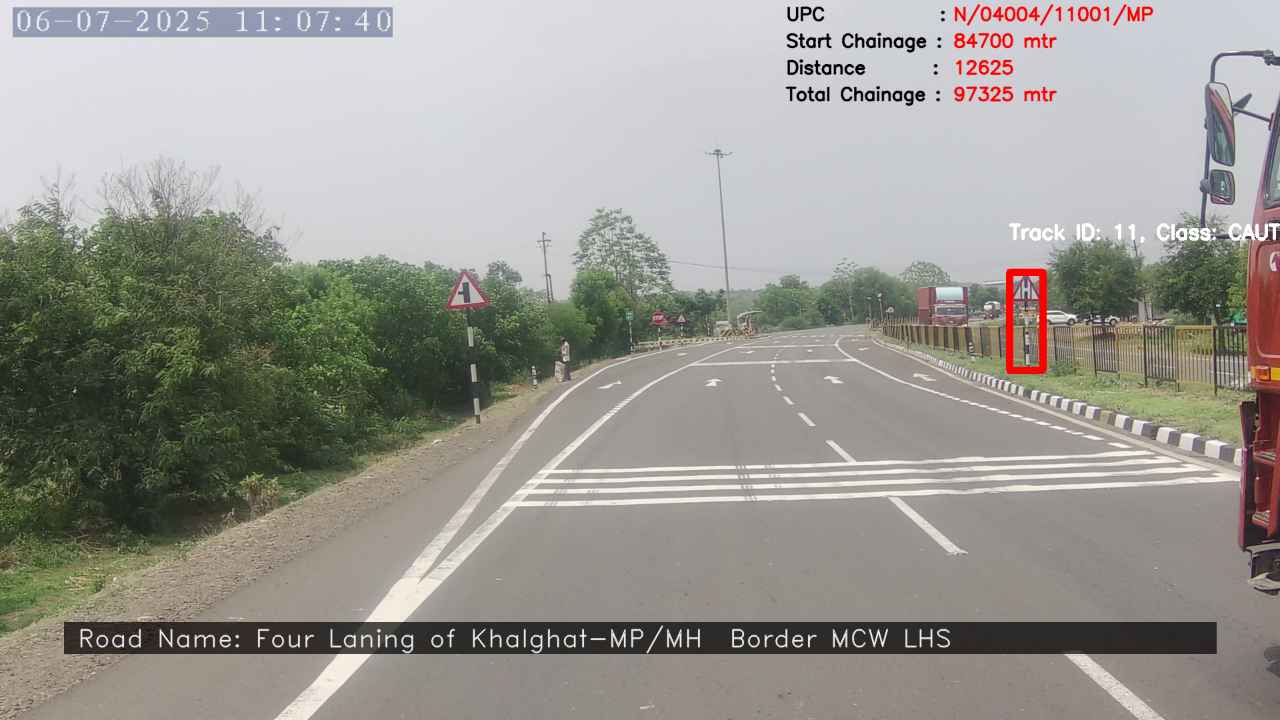 06-07-2025 11:07:40
UPC : N/04004/11001/MP
Start Chainage : 84700 mtr
Distance : 12625
Total Chainage : 97325 mtr
Track ID: 11, Class: CAUT
Road Name: Four Laning of Khalghat-MP/MH Border MCW LHS